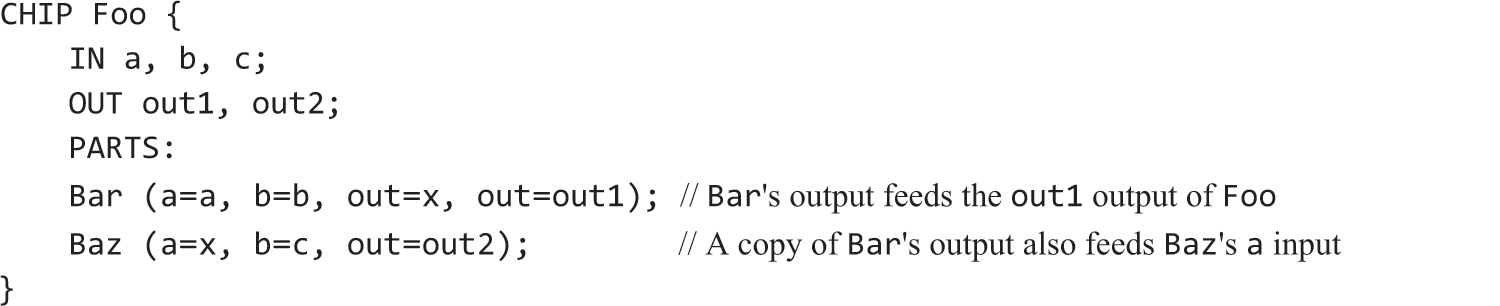 CHIP Foo {
    IN a, b, c;
    OUT out1, out2;
    PARTS:
    Bar (a=a, b=b, out=x, out=out1); // Bar's output feeds the out1 output of Foo
    Baz (a=x, b=c, out=out2);        // A copy of Bar's output also feeds Baz's a input
}